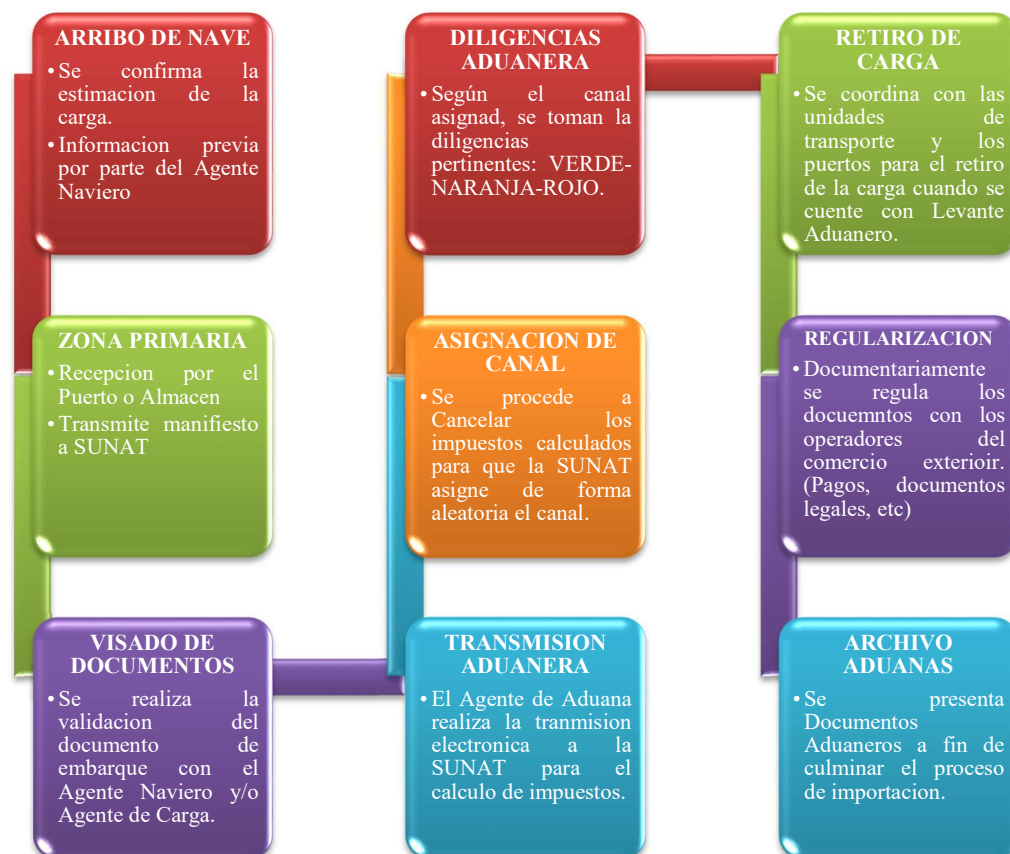 ARRIBO DE NAVE
• Se confirma la
estimacion de la
carga.
• Informacion previa
por parte del Agente
Naviero
ZONA PRIMARIA
• Recepcion por el
Puerto o Almacen
• Transmite manifiesto
a SUNAT
VISADO DE
DOCUMENTOS
• Se realiza la
validacion del
documento de
embarque con el
Agente Naviero y/o
Agente de Carga.
TRANSMISION
ADUANERA
• El Agente de Aduana
realiza la tranmision
electronica a la
SUNAT para el
calculo de impuestos.
ASIGNACION DE
CANAL
• Se procede a
Cancelar los
impuestos calculados
para que la SUNAT
asigne de forma
aleatoria el canal.
DILIGENCIAS
ADUANERA
• Según el canal
asignad, se toman la
diligencias
pertinentes: VERDE-
NARANJA-ROJO.
RETIRO DE
CARGA
• Se coordina con las
unidades de
transporte y los
puertos para el retiro
de la carga cuando se
cuente con Levante
Aduanero.
REGULARIZACION
• Documentariamente
se regula los
docuemntos con los
operadores del
comercio exterioir.
(Pagos, documentos
legales, etc)
ARCHIVO
ADUANAS
• Se presenta
Documentos
Aduaneros a fin de
culminar el proceso
de importacion.